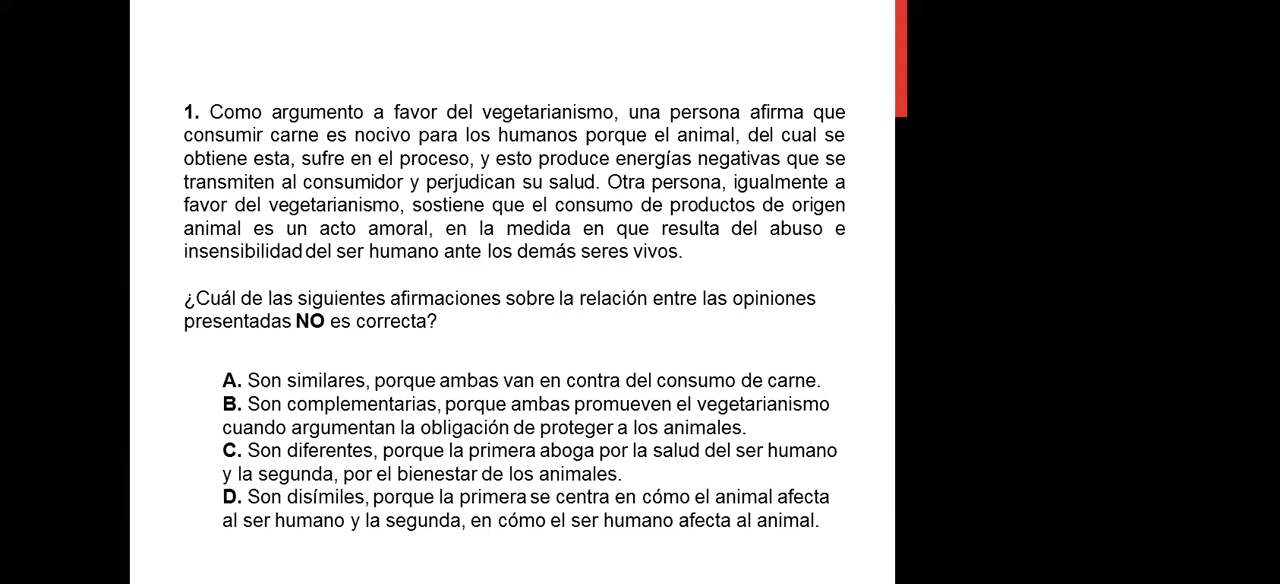 1. Como argumento a favor del vegetarianismo, una persona afirma que
consumir carne es nocivo para los humanos porque el animal, del cual se
obtiene esta, sufre en el proceso, y esto produce energías negativas que se
transmiten al consumidor y perjudican su salud. Otra persona, igualmente a
favor del vegetarianismo, sostiene que el consumo de productos de origen
animal es un acto amoral, en la medida en que resulta del abuso e
insensibilidad del ser humano ante los demás seres vivos.
¿Cuál de las siguientes afirmaciones sobre la relación entre las opiniones
presentadas NO es correcta?
A. Son similares, porque ambas van en contra del consumo de carne.
B. Son complementarias, porque ambas promueven el vegetarianismo
cuando argumentan la obligación de proteger a los animales.
C. Son diferentes, porque la primera aboga por la salud del ser humano
y la segunda, por el bienestar de los animales.
D. Son disímiles, porque la primera se centra en cómo el animal afecta
al ser humano y la segunda, en cómo el ser humano afecta al animal.